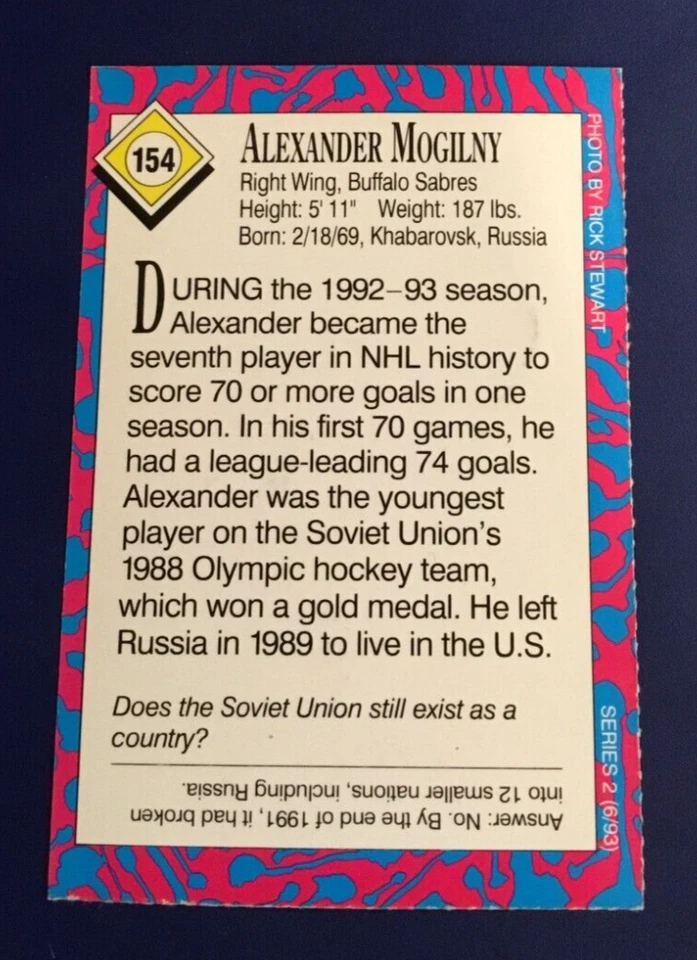 154
ALEXANDER MOGILNY
Right Wing, Buffalo Sabres
Height: 5' 11" Weight: 187 lbs.
Born: 2/18/69, Khabarovsk, Russia
DURING the 1992–93 season,
Alexander became the
seventh player in NHL history to
score 70 or more goals in one
season. In his first 70 games, he
had a league-leading 74 goals.
Alexander was the youngest
player on the Soviet Union's
1988 Olympic hockey team,
which won a gold medal. He left
Russia in 1989 to live in the U.S.
Does the Soviet Union still exist as a
country?
Answer: No. By the end of 1991, it had broken
into 12 smaller nations, including Russia.
PHOTO BY RICK STEWART
SERIES 2 (6/93)